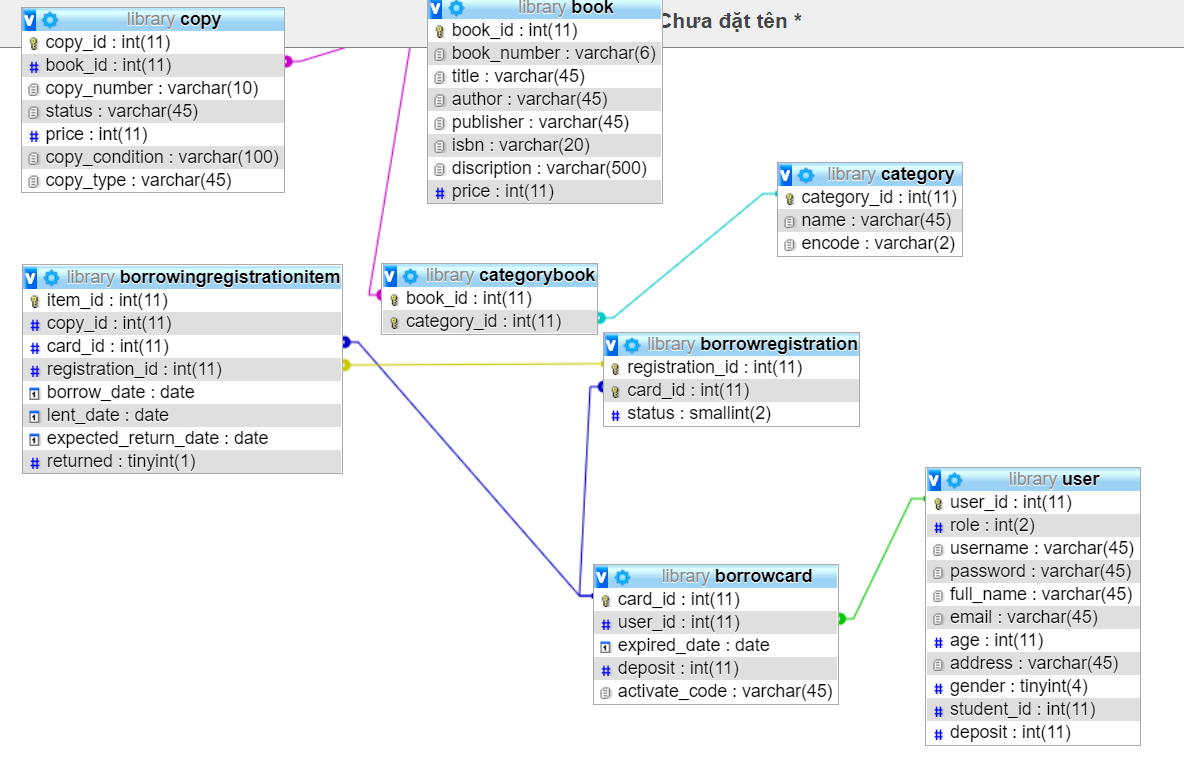 Chưa đặt tên *
library copy
copy_id : int(11)
book_id : int(11)
copy_number : varchar(10)
status : varchar(45)
price : int(11)
copy_condition : varchar(100)
copy_type : varchar(45)
library book
book_id : int(11)
book_number : varchar(6)
title : varchar(45)
author : varchar(45)
publisher : varchar(45)
isbn : varchar(20)
discription : varchar(500)
price : int(11)
library category
category_id : int(11)
name : varchar(45)
encode : varchar(2)
library borrowingregistrationitem
item_id : int(11)
copy_id : int(11)
card_id : int(11)
registration_id : int(11)
borrow_date : date
lent_date : date
expected_return_date : date
returned : tinyint(1)
library categorybook
book_id : int(11)
category_id : int(11)
library borrowregistration
registration_id : int(11)
card_id : int(11)
status : smallint(2)
library borrowcard
card_id : int(11)
user_id : int(11)
expired_date : date
deposit : int(11)
activate_code : varchar(45)
library user
user_id : int(11)
role : int(2)
username : varchar(45)
password : varchar(45)
full_name : varchar(45)
email : varchar(45)
age : int(11)
address : varchar(45)
gender : tinyint(4)
student_id : int(11)
deposit : int(11)